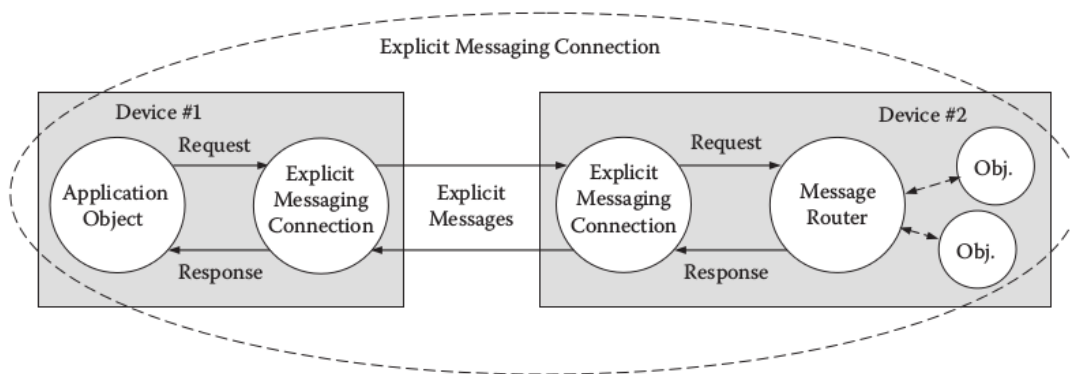 Explicit Messaging Connection
Device #1
Device #2
Request
Application
Object
Explicit
Messaging
Connection
Response
Explicit
Messages
Explicit
Messaging
Connection
Request
Response
Message
Router
Obj.
Obj.